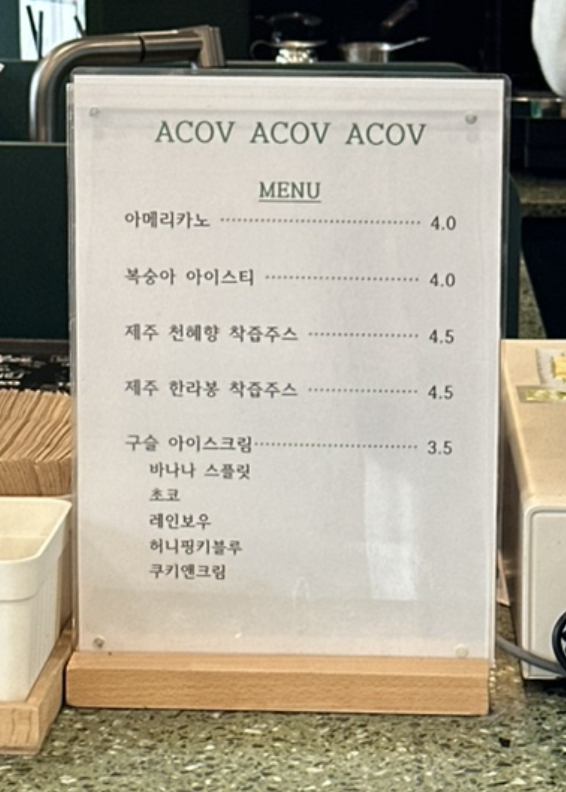 ACOV ACOV ACOV
MENU
아메리카노 ................................ 4.0
복숭아 아이스티 ........................ 4.0
제주 천혜향 착즙주스 ................ 4.5
제주 한라봉 착즙주스 ................ 4.5
구슬 아이스크림 ........................ 3.5
바나나 스플릿
초코
레인보우
허니핑키블루
쿠키앤크림